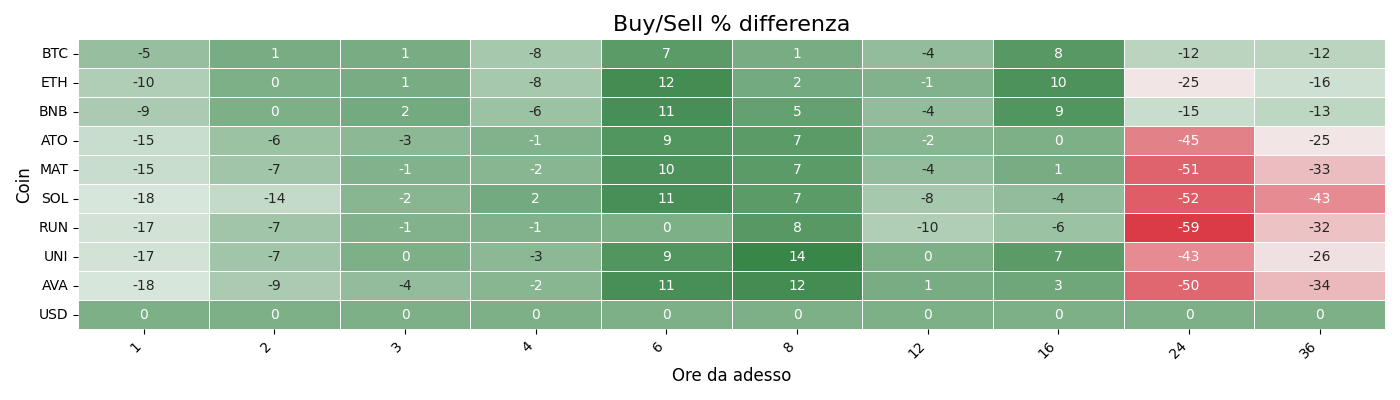 Buy/Sell % differenza
Coin
BTC -5 1 1 -8 7 1 -4 8 -12 -12
ETH -10 0 1 -8 12 2 -1 10 -25 -16
BNB -9 0 2 -6 11 5 -4 9 -15 -13
ATO -15 -6 -3 -1 9 7 -2 0 -45 -25
MAT -15 -7 -1 -2 10 7 -4 1 -51 -33
SOL -18 -14 -2 2 11 7 -8 -4 -52 -43
RUN -17 -7 -1 -1 0 8 -10 -6 -59 -32
UNI -17 -7 0 -3 9 14 0 7 -43 -26
AVA -18 -9 -4 -2 11 12 1 3 -50 -34
USD 0 0 0 0 0 0 0 0 0 0
1 2 3 4 6 8 12 16 24 36
Ore da adesso